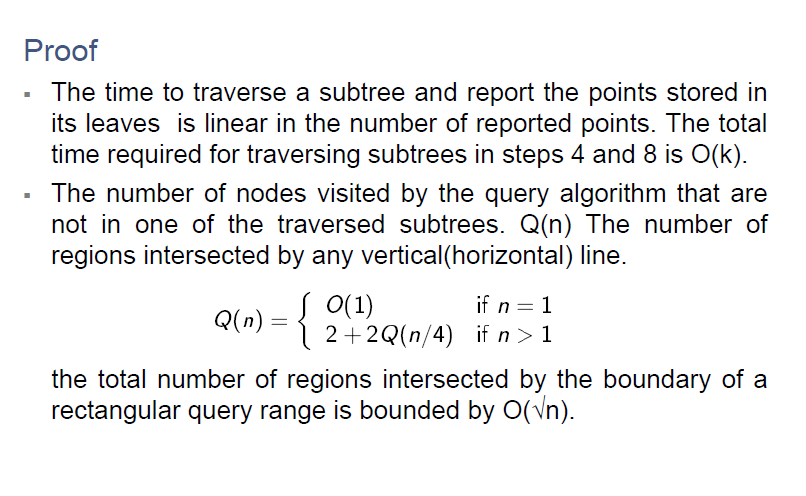 Proof
▪ The time to traverse a subtree and report the points stored in
its leaves is linear in the number of reported points. The total
time required for traversing subtrees in steps 4 and 8 is O(k).
▪ The number of nodes visited by the query algorithm that are
not in one of the traversed subtrees. Q(n) The number of
regions intersected by any vertical(horizontal) line.
Q(n) = { O(1) if n = 1
2 + 2Q(n/4) if n > 1
the total number of regions intersected by the boundary of a
rectangular query range is bounded by O(√n).